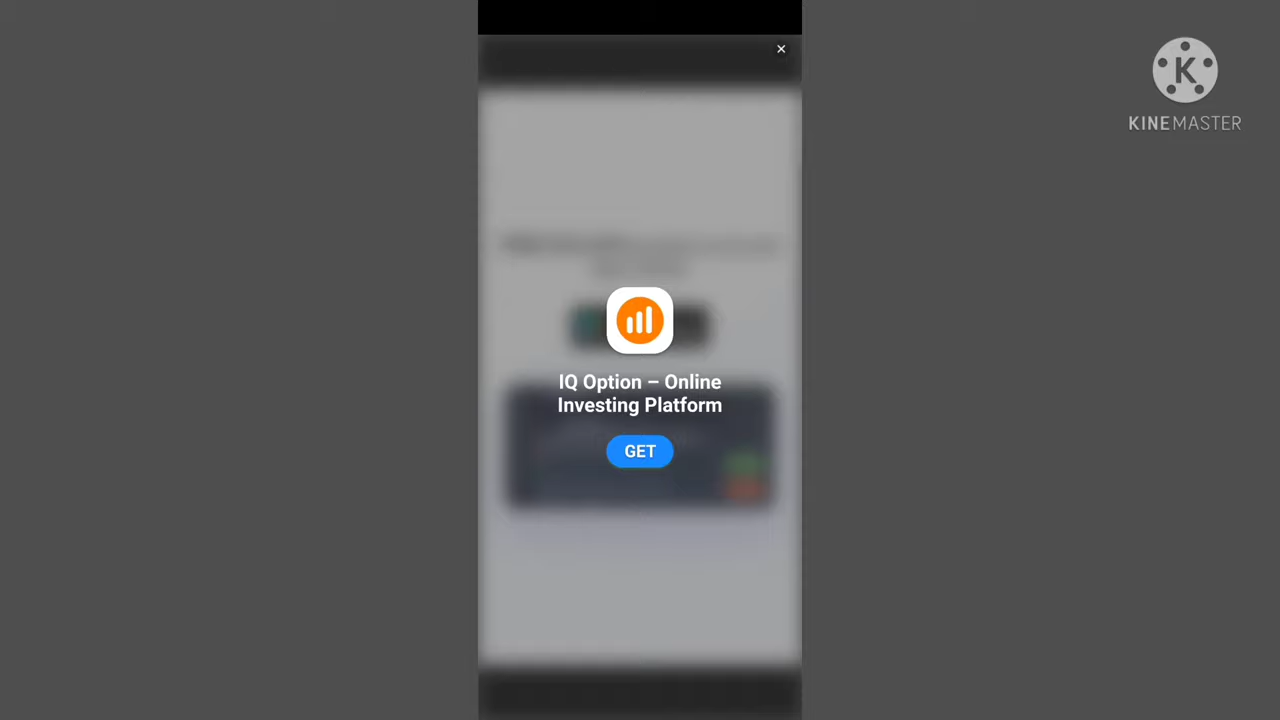 K
KINEMASTER
IQ Option – Online
Investing Platform
GET